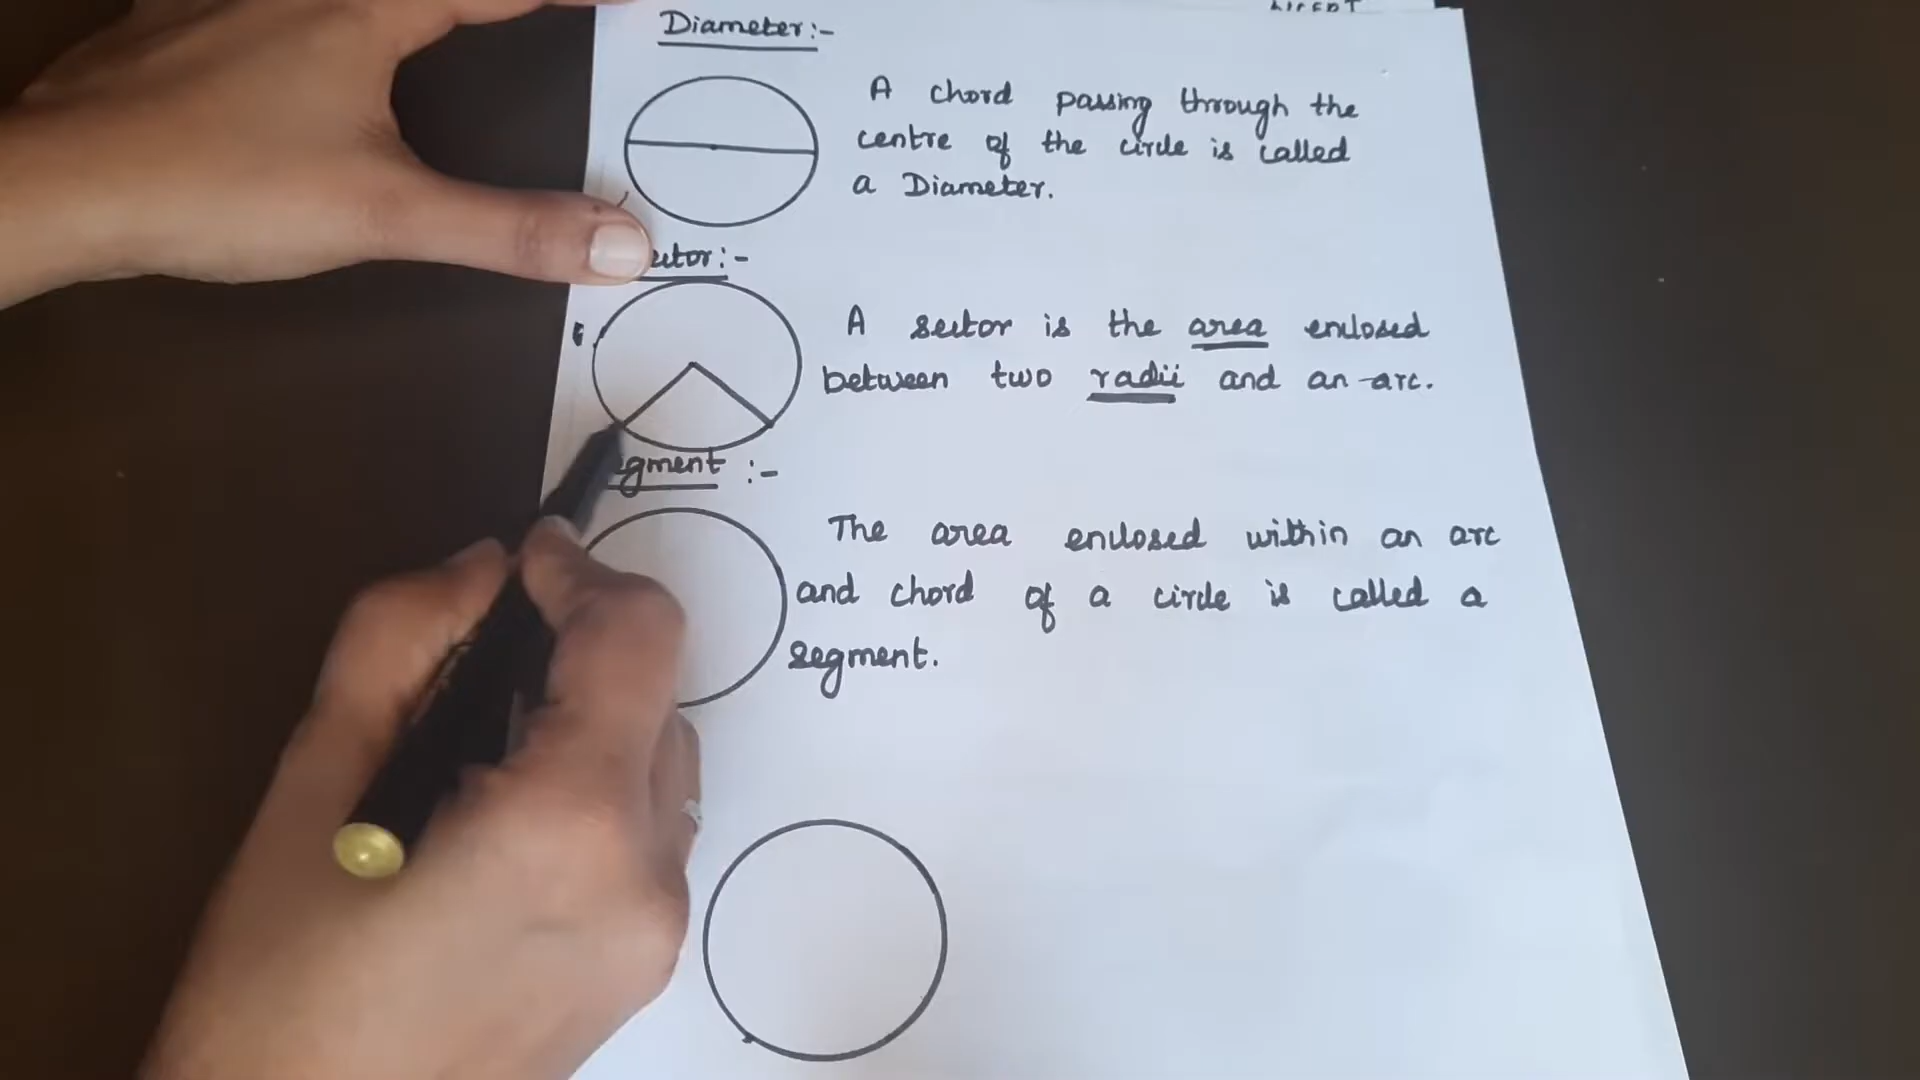 Diameter:-
A chord passing through the
centre of the circle is called
a Diameter.
A sector is the area enclosed
between two radii and an arc.
The area enclosed within an arc
and chord of a circle is called a
segment.